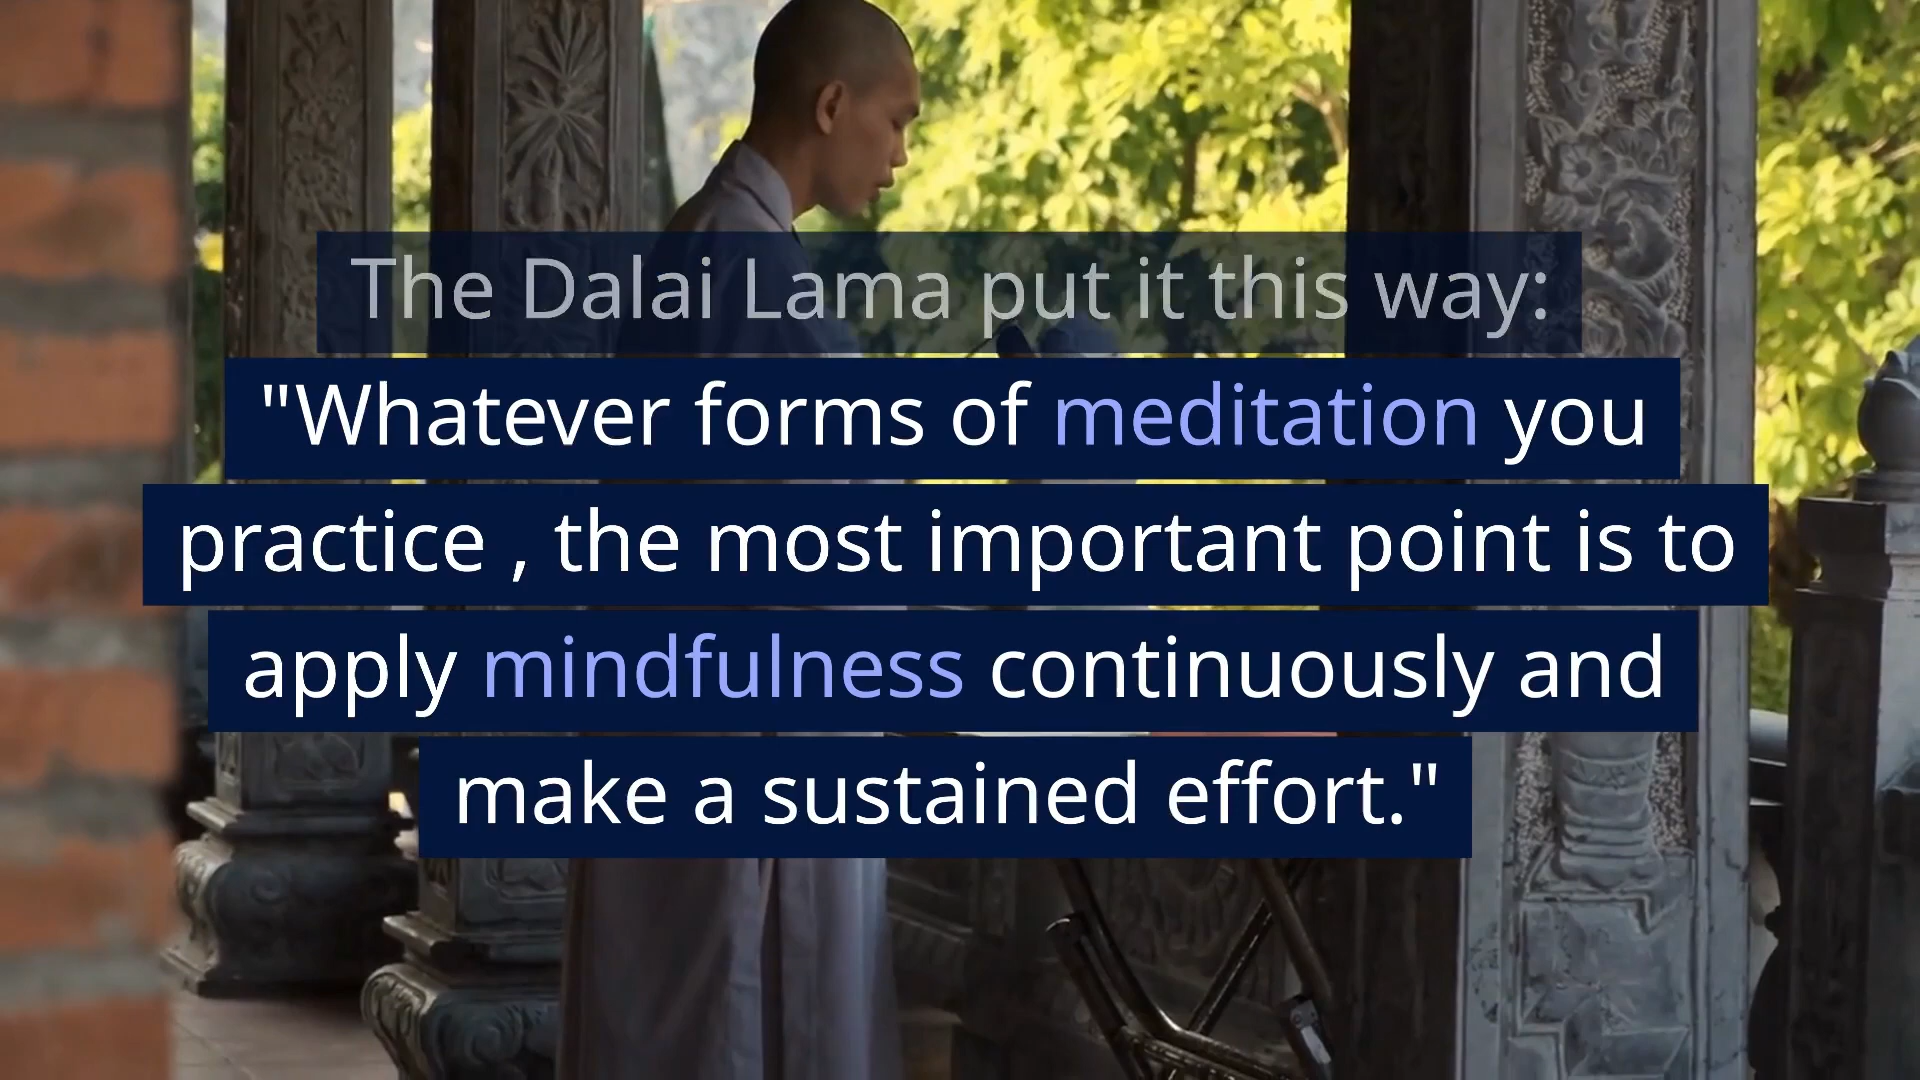 The Dalai Lama put it this way:
"Whatever forms of meditation you
practice , the most important point is to
apply mindfulness continuously and
make a sustained effort."